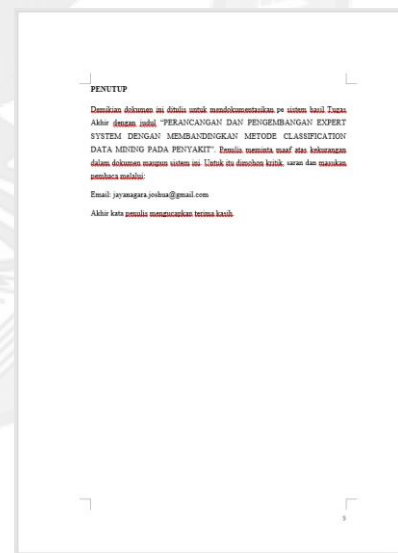 PENUTUP
Demikian dokumen ini ditulis untuk mendokumentasikan pe sistem hasil Tugas
Akhir dengan judul "PERANCANGAN DAN PENGEMBANGAN EXPERT
SYSTEM DENGAN MEMBANDINGKAN METODE CLASSIFICATION
DATA MINING PADA PENYAKIT". Penulis meminta maaf atas kekurangan
dalam dokumen maupun sistem ini. Untuk itu dimohon kritik, saran dan masukan
pembaca melalui:
Email: jayanagara.joshua@gmail.com
Akhir kata penulis mengucapkan terima kasih.
9